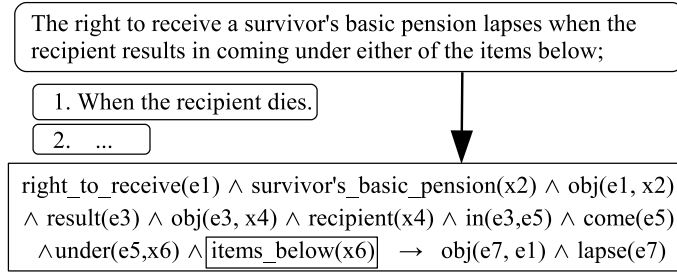 The right to receive a survivor's basic pension lapses when the
recipient results in coming under either of the items below;
1. When the recipient dies.
2. ...
right_to_receive(e1) ∧ survivor's_basic_pension(x2) ∧ obj(e1, x2)
∧ result(e3) ∧ obj(e3, x4) ∧ recipient(x4) ∧ in(e3,e5) ∧ come(e5)
∧under(e5,x6) ∧ items_below(x6) → obj(e7, e1) ∧ lapse(e7)